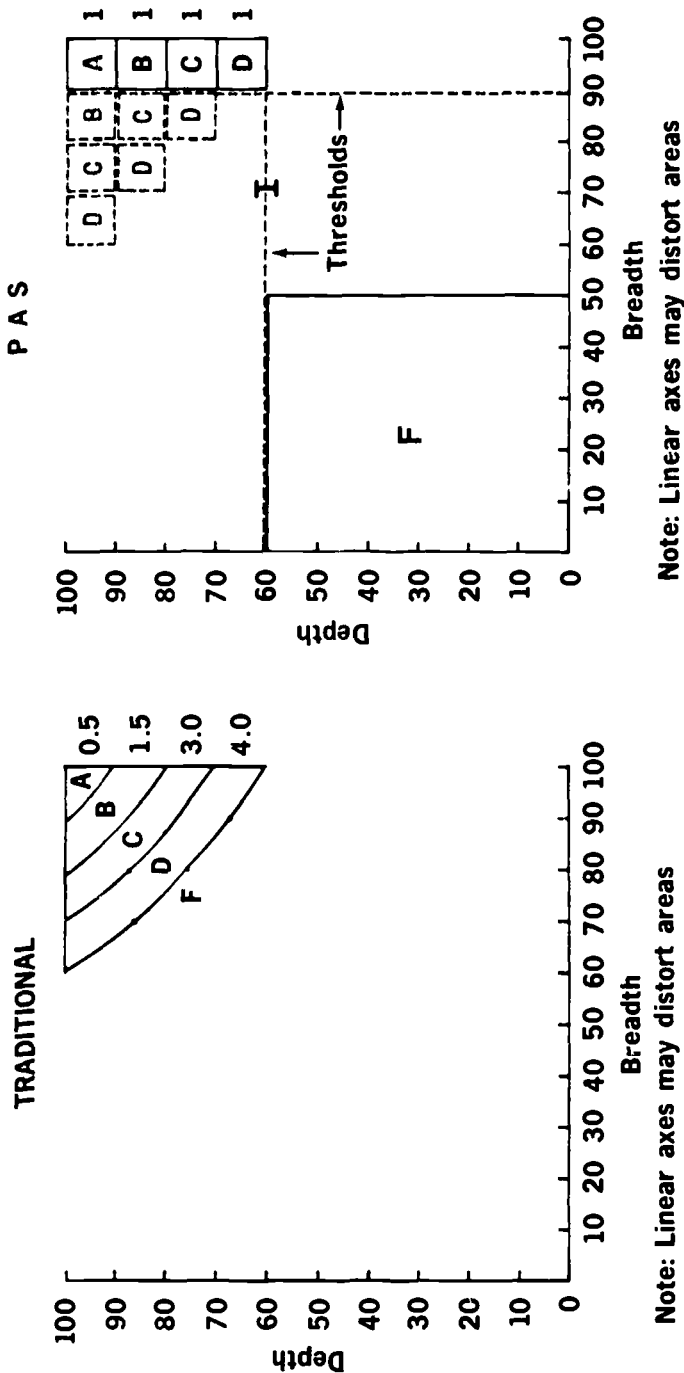 TRADITIONAL
100
90
80
70
60
50
40
30
20
10
0
Depth
A
B
C
D
F
0.5
1.5
3.0
4.0
10 20 30 40 50 60 70 80 90 100
Breadth
Note: Linear axes may distort areas
P A S
100
90
80
70
60
50
40
30
20
10
0
Depth
D C B A 1
D C B 1
D C 1
D 1
I
Thresholds
F
10 20 30 40 50 60 70 80 90 100
Breadth
Note: Linear axes may distort areas